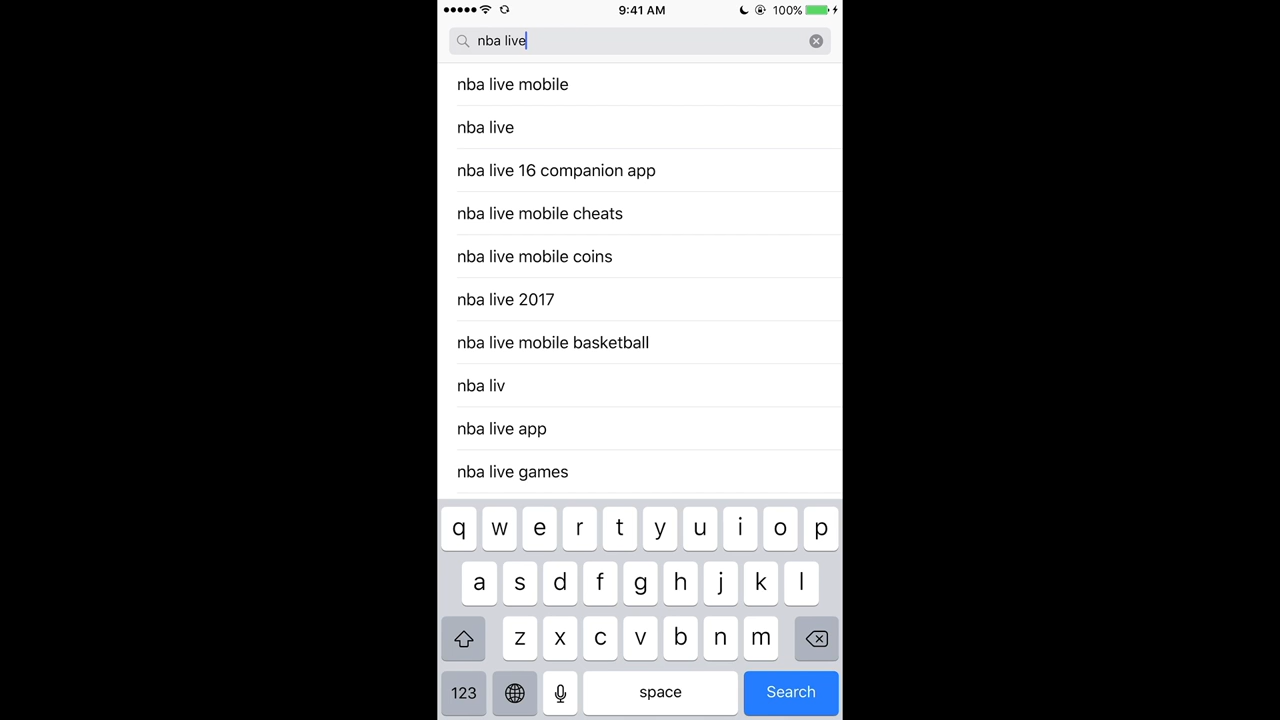 9:41 AM 100%
nba live
nba live mobile
nba live
nba live 16 companion app
nba live mobile cheats
nba live mobile coins
nba live 2017
nba live mobile basketball
nba liv
nba live app
nba live games
q w e r t y u i o p
a s d f g h j k l
z x c v b n m
123 space Search